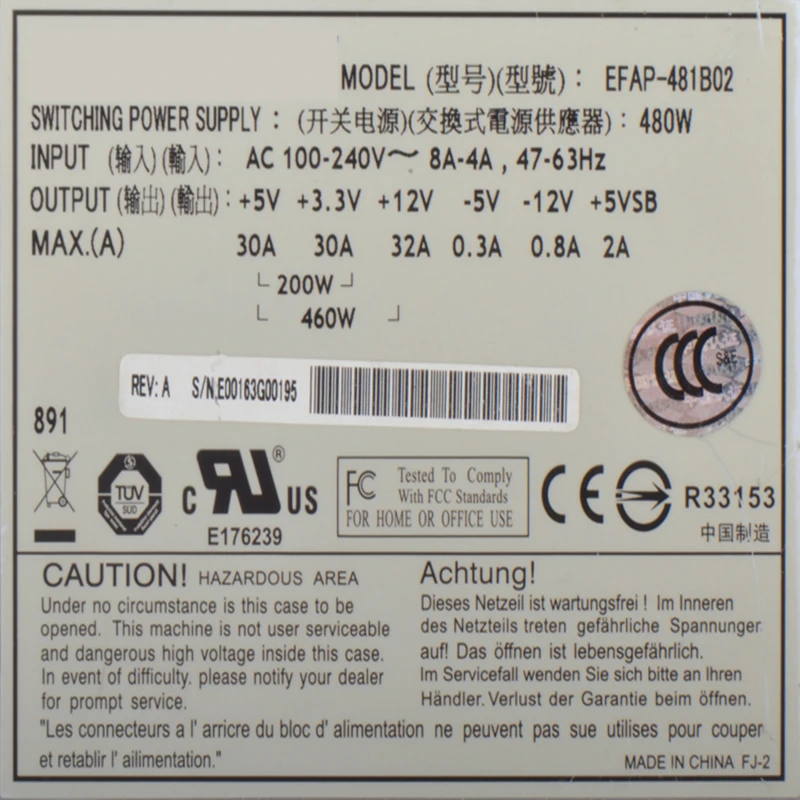 MODEL (型号)(型號): EFAP-481B02
SWITCHING POWER SUPPLY : (开关电源)(交換式電源供應器): 480W
INPUT (输入)(輸入): AC 100-240V～ 8A-4A , 47-63Hz
OUTPUT (输出)(輸出): +5V +3.3V +12V -5V -12V +5VSB
MAX.(A) 30A 30A 32A 0.3A 0.8A 2A
200W
460W
REV: A S/N E00163G00195
S&E
891
TUV
SUD
c RU ® US
E176239
FC Tested To Comply
With FCC Standards
FOR HOME OR OFFICE USE
CE
R33153
中国制造
CAUTION! HAZARDOUS AREA
Under no circumstance is this case to be
opened. This machine is not user serviceable
and dangerous high voltage inside this case.
In event of difficulty. please notify your dealer
for prompt service.
Achtung!
Dieses Netzeil ist wartungsfrei ! Im Inneren
des Netzteils treten gefährliche Spannunger
auf! Das öffnen ist lebensgefährlich.
Im Servicefall wenden Sie sich bitte an Ihren
Händler. Verlust der Garantie beim öffnen.
"Les connecteurs a l' arricre du bloc d' alimentation ne peuvent pas sue utilises pour couper
et retablir l' ailimentation."
MADE IN CHINA FJ-2